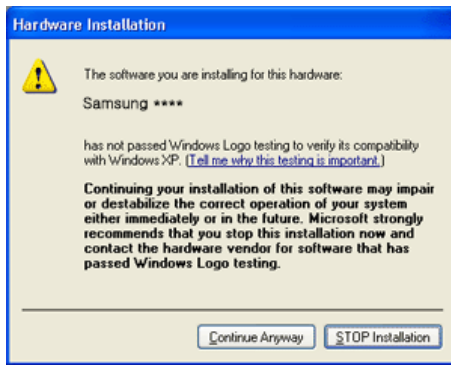 Hardware Installation
The software you are installing for this hardware:
Samsung ****
has not passed Windows Logo testing to verify its compatibility
with Windows XP. (Tell me why this testing is important.)
Continuing your installation of this software may impair
or destabilize the correct operation of your system
either immediately or in the future. Microsoft strongly
recommends that you stop this installation now and
contact the hardware vendor for software that has
passed Windows Logo testing.
Continue Anyway
STOP Installation